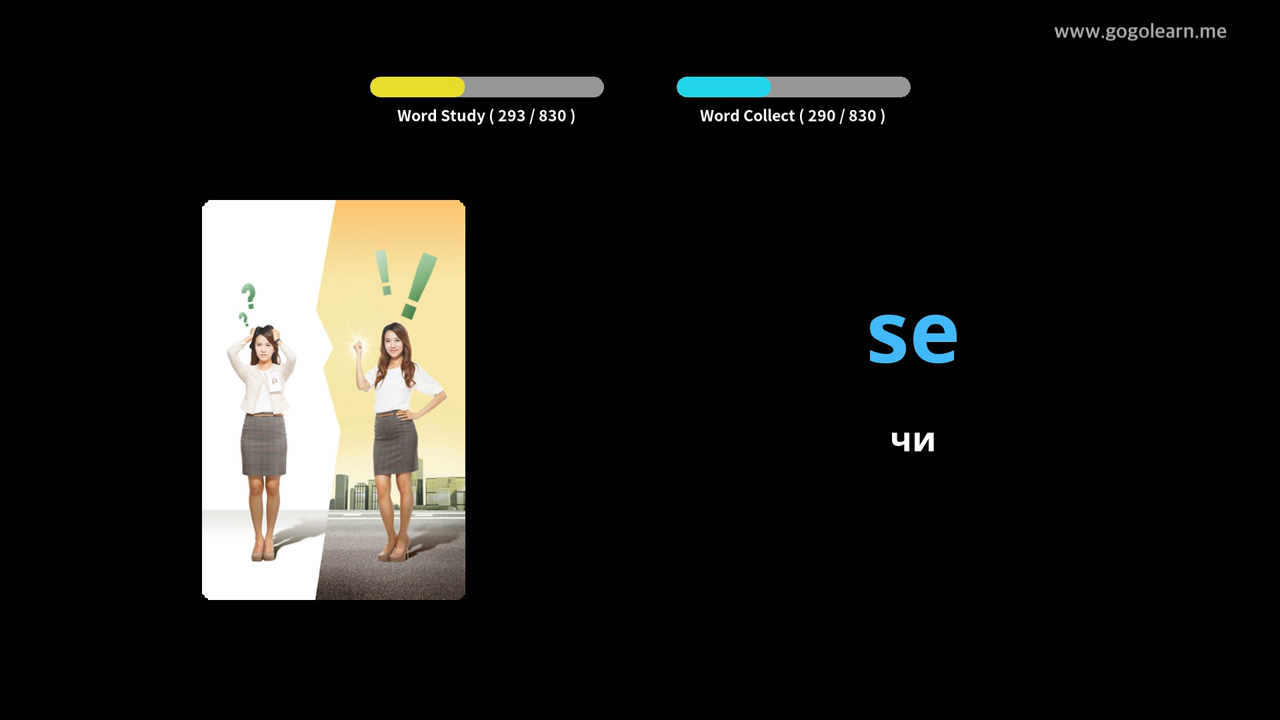 www.gogolearn.me
Word Study ( 293 / 830 )
Word Collect ( 290 / 830 )
? ? ! !
se
чи